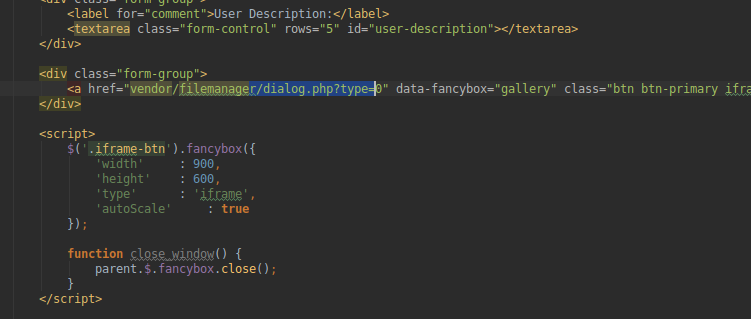 <div class="form-group">
<label for="comment">User Description:</label>
<textarea class="form-control" rows="5" id="user-description"></textarea>
</div>
<div class="form-group">
<a href="vendor/filemanager/dialog.php?type=0" data-fancybox="gallery" class="btn btn-primary ifra
</div>
<script>
$('.iframe-btn').fancybox({
'width' : 900,
'height' : 600,
'type' : 'iframe',
'autoScale' : true
});
function close_window() {
parent.$.fancybox.close();
}
</script>